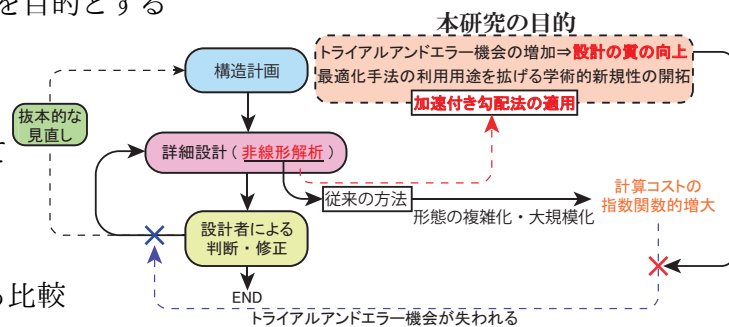 を目的とする
本研究の目的
トライアルアンドエラー機会の増加⇒設計の質の向上
最適化手法の利用用途を拡げる学術的新規性の開拓
加速付き勾配法の適用
構造計画
抜本的な
見直し
詳細設計（非線形解析）
従来の方法
形態の複雑化・大規模化
計算コストの
指数関数的増大
設計者による
判断・修正
END
る比較
トライアルアンドエラー機会が失われる